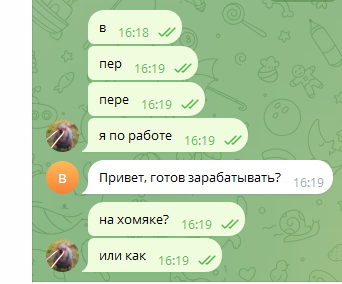 в 16:18
пер 16:19
пере 16:19
я по работе 16:19
В Привет, готов зарабатывать? 16:19
на хомяке? 16:19
или как 16:19